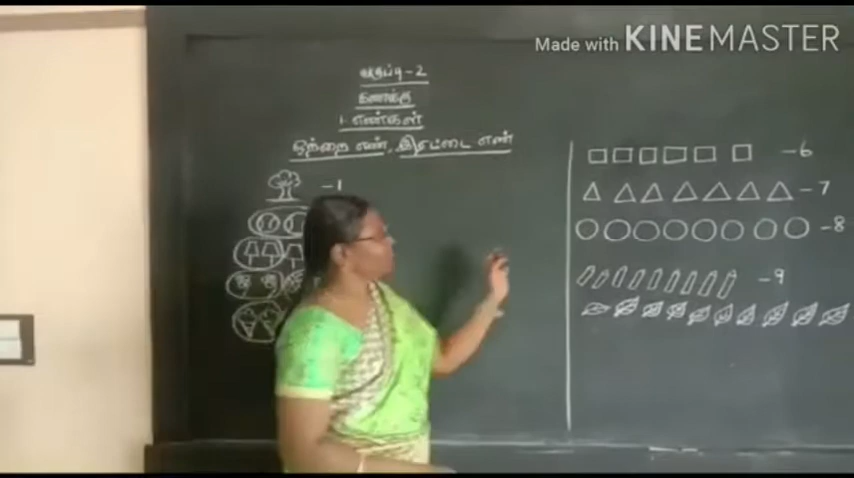 Made with KINEMASTER
வகுப்பு - 2
கணக்கு
1. எண்கள்
ஒற்றை எண், இரட்டை எண்
- 1
- 6
- 7
- 8
- 9